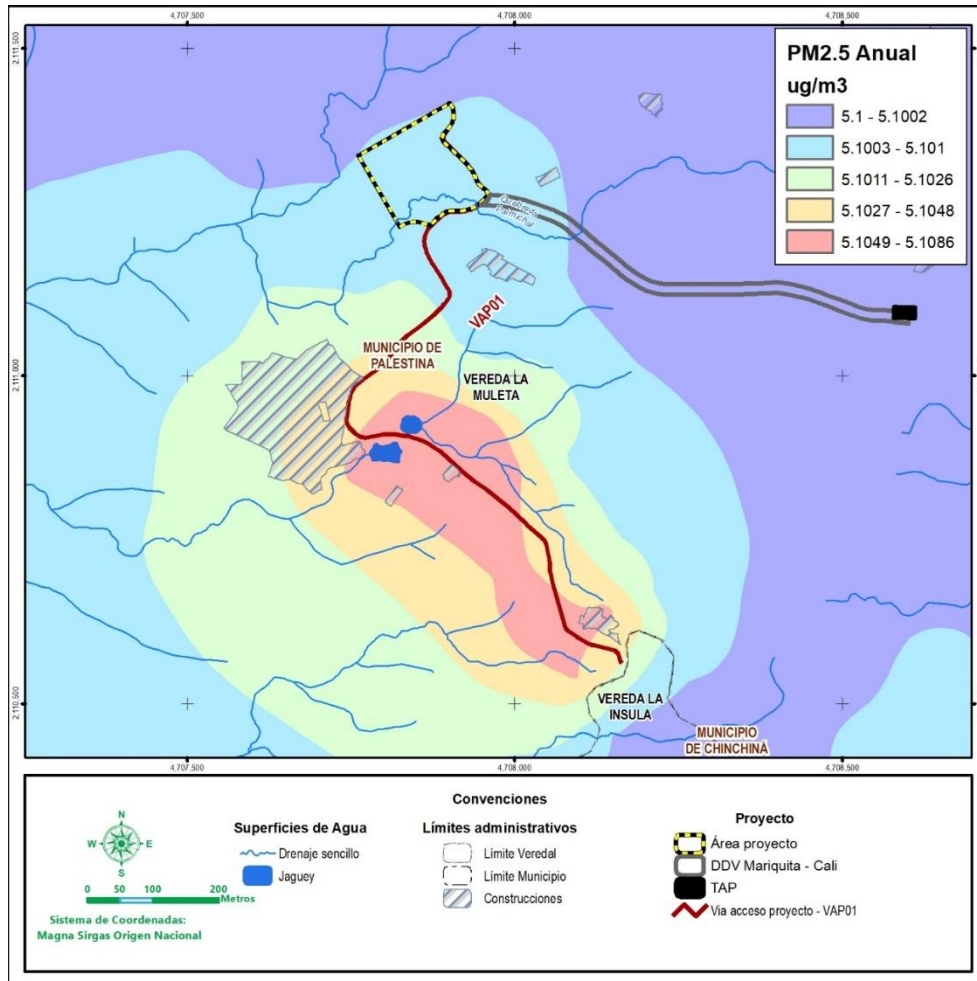 4,707,500
4,708,000
4,708,500
2.111.500
2.111.000
2.110.500
PM2.5 Anual
ug/m3
5.1 - 5.1002
5.1003 - 5.101
5.1011 - 5.1026
5.1027 - 5.1048
5.1049 - 5.1086
Quebrada
Palmichal
VAP01
MUNICIPIO DE
PALESTINA
VEREDA LA
MULETA
VEREDA LA
INSULA
MUNICIPIO
DE CHINCHINÁ
4,707,500
4,708,000
4,708,500
N
W
E
S
0
50
100
200
Metros
Sistema de Coordenadas:
Magna Sirgas Origen Nacional
Convenciones
Superficies de Agua
Drenaje sencillo
Jaguey
Límites administrativos
Límite Veredal
Límite Municipio
Construcciones
Proyecto
Área proyecto
DDV Mariquita - Cali
TAP
Via acceso proyecto - VAP01